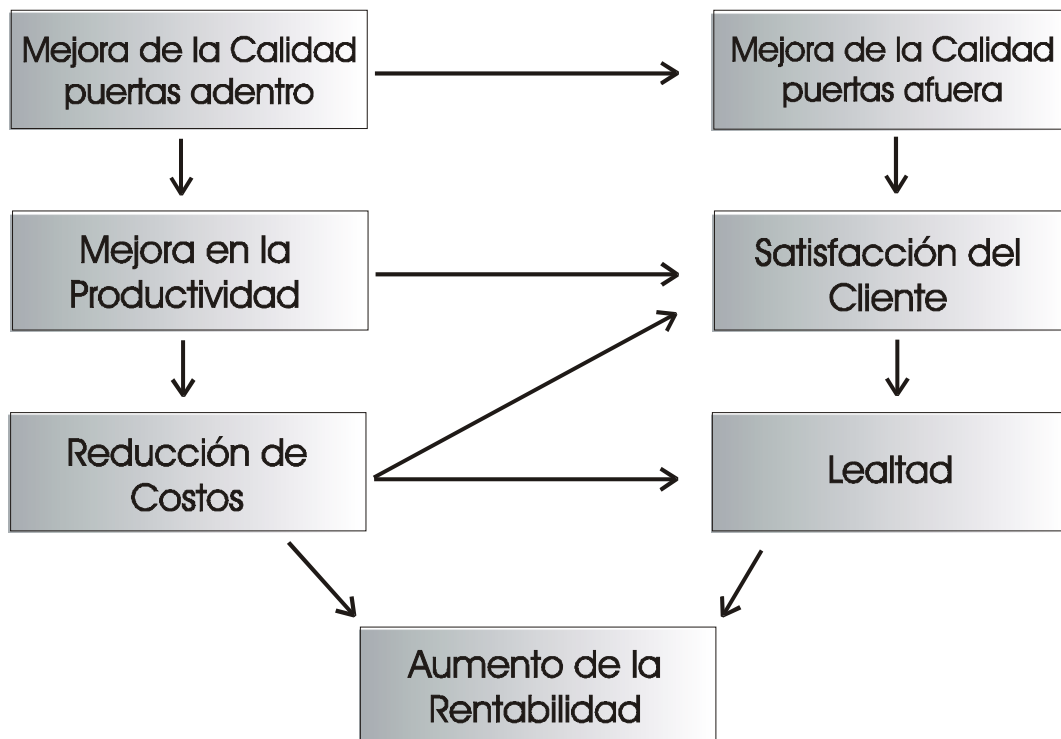 Mejora de la Calidad
puertas adentro
Mejora de la Calidad
puertas afuera
Mejora en la
Productividad
Satisfacción del
Cliente
Reducción de
Costos
Lealtad
Aumento de la
Rentabilidad